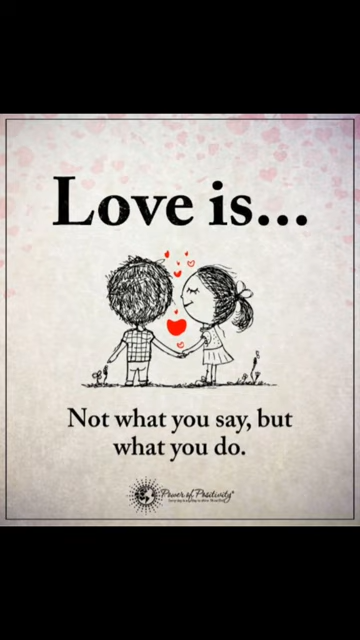 Love is...
Not what you say, but
what you do.
Power of Positivity